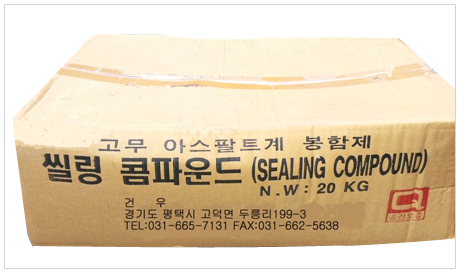 고무 아스팔트계 봉함제
씰링 콤파운드 (SEALING COMPOUND)
N.W : 20 KG
건 우
경기도 평택시 고덕면 두릉리199-3
TEL:031-665-7131 FAX:031-662-5638
Q